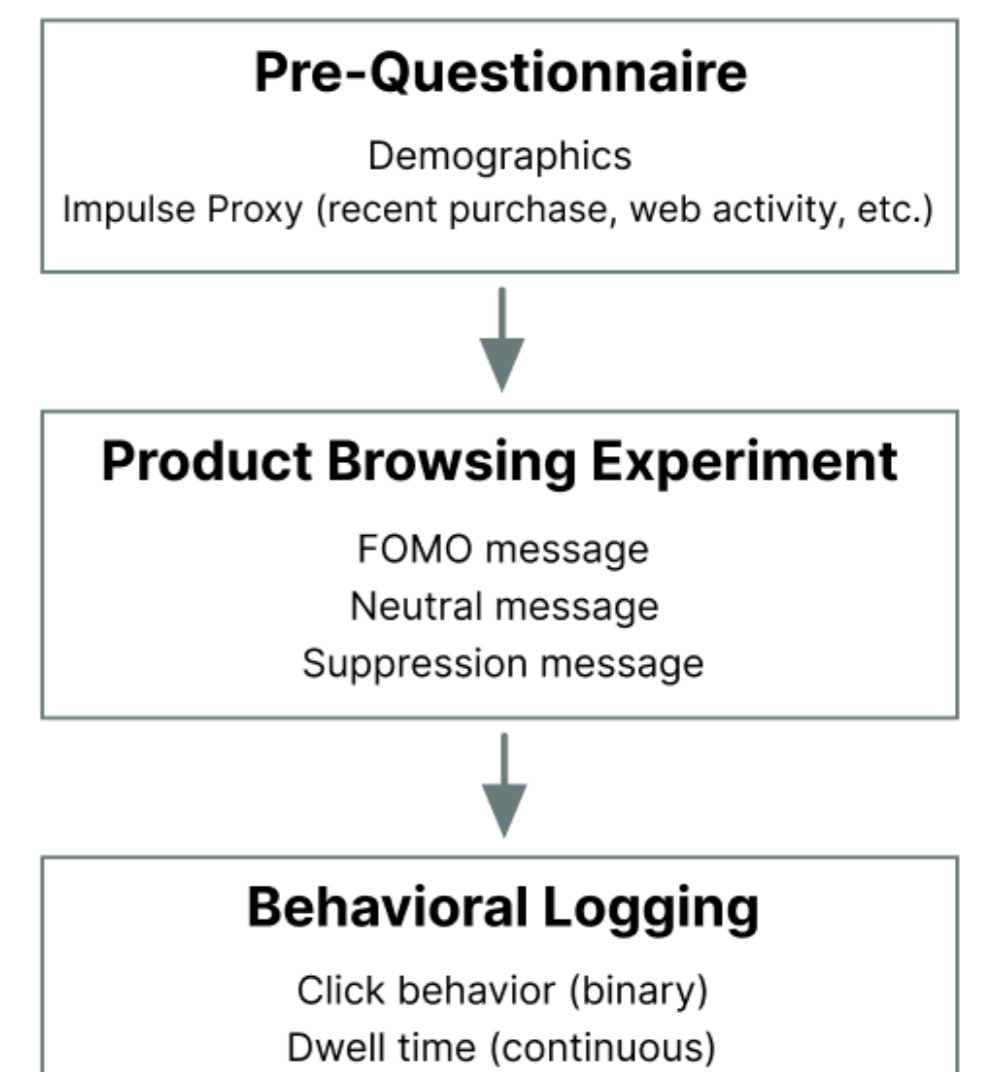 Pre-Questionnaire
Demographics
Impulse Proxy (recent purchase, web activity, etc.)
Product Browsing Experiment
FOMO message
Neutral message
Suppression message
Behavioral Logging
Click behavior (binary)
Dwell time (continuous)